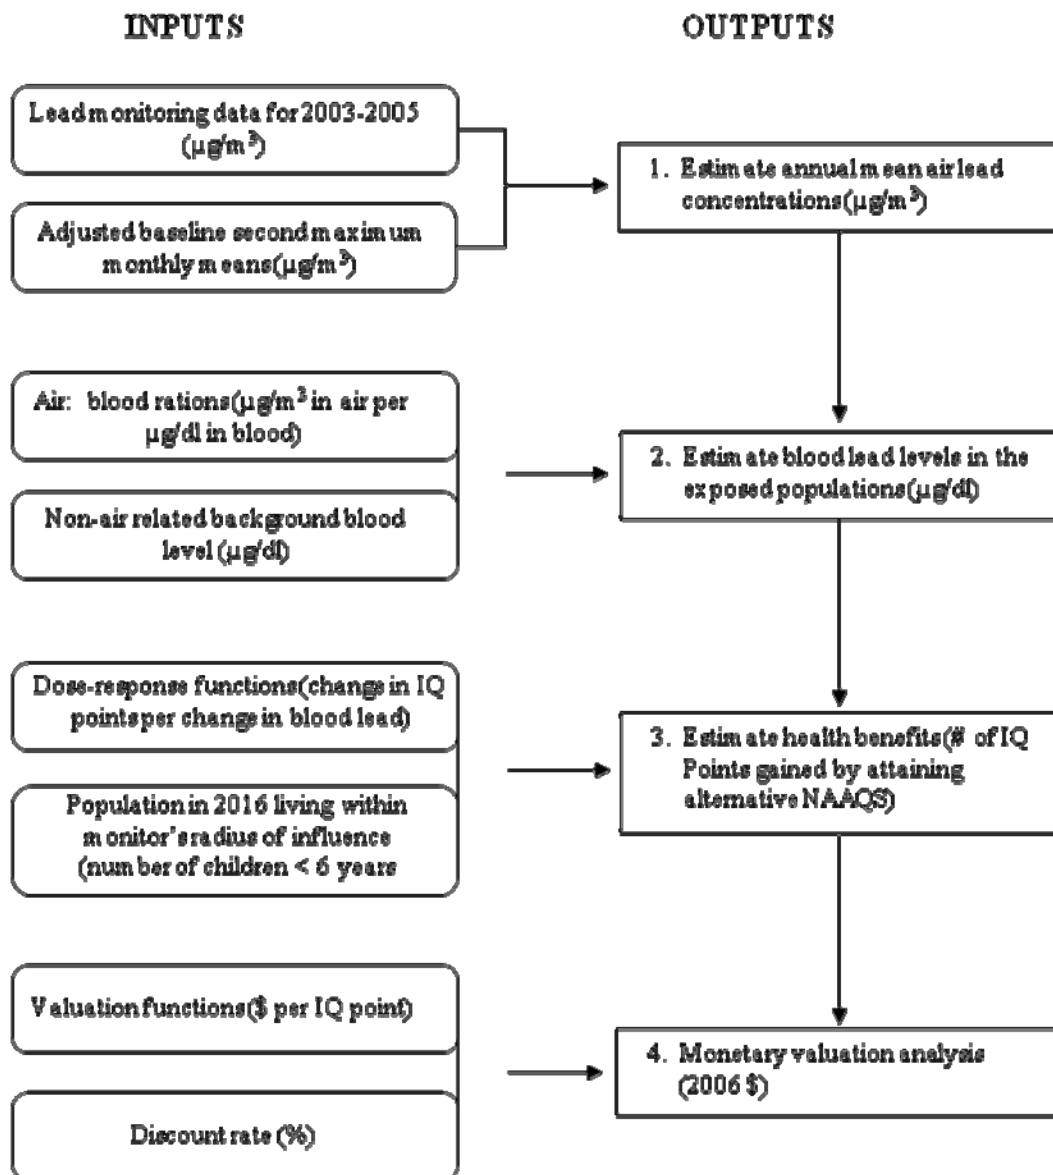 INPUTS
OUTPUTS
Lead monitoring data for 2003-2005
(µg/m³)
Adjusted baseline second maximum
monthly means (µg/m³)
1. Estimate annual mean air lead
concentrations (µg/m³)
Air: blood rations (µg/m³ in air per
µg/dl in blood)
Non-air related background blood
level (µg/dl)
2. Estimate blood lead levels in the
exposed populations (µg/dl)
Dose-response functions (change in IQ
points per change in blood lead)
Population in 2016 living within
monitor's radius of influence
(number of children < 6 years
3. Estimate health benefits (# of IQ
Points gained by attaining
alternative NAAQS)
Valuation functions ($ per IQ point)
Discount rate (%)
4. Monetary valuation analysis
(2006 $)